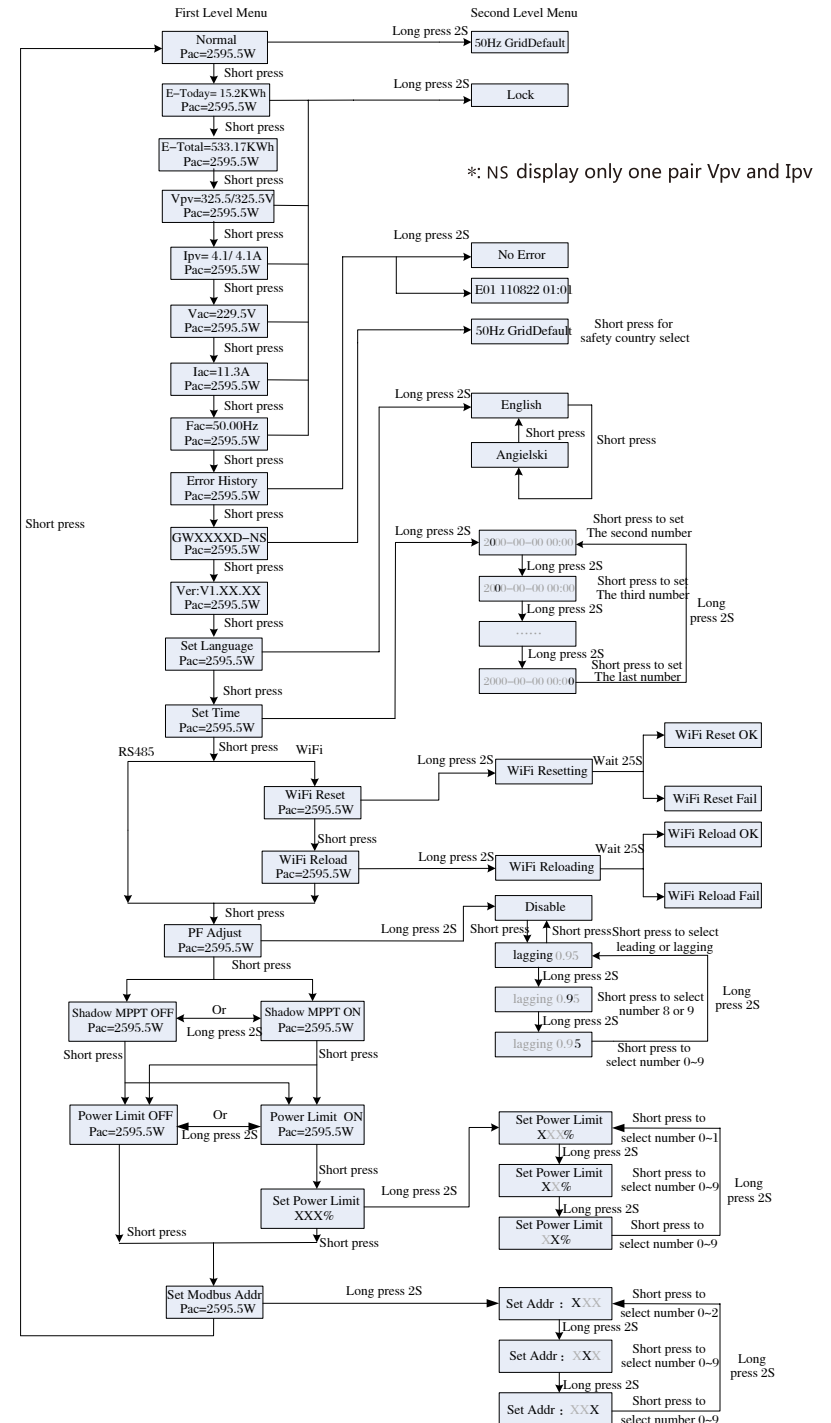 First Level Menu
Second Level Menu
Normal
Pac=2595.5W
Long press 2S
50Hz GridDefault
Short press
E-Today= 15.2KWh
Pac=2595.5W
Long press 2S
Lock
Short press
E-Total=533.17KWh
Pac=2595.5W
*: NS display only one pair Vpv and Ipv
Short press
Vpv=325.5/325.5V
Pac=2595.5W
Short press
Ipv= 4.1/ 4.1A
Pac=2595.5W
Long press 2S
No Error
E01 110822 01:01
Short press
Vac=229.5V
Pac=2595.5W
50Hz GridDefault
Short press for
safety country select
Short press
Iac=11.3A
Pac=2595.5W
Short press
Long press 2S
English
Short press
Short press
Angielski
Fac=50.00Hz
Pac=2595.5W
Short press
Error History
Pac=2595.5W
Short press
Short press
GWXXXXD-NS
Pac=2595.5W
Long press 2S
2000-00-00 00:00
Short press to set
The second number
Long press 2S
Short press
Ver:V1.XX.XX
Pac=2595.5W
2000-00-00 00:00
Short press to set
The third number
Long press 2S
Long
press 2S
Short press
......
Long press 2S
Set Language
Pac=2595.5W
2000-00-00 00:00
Short press to set
The last number
Short press
Set Time
Pac=2595.5W
Short press
RS485
WiFi
WiFi Reset
Pac=2595.5W
Long press 2S
WiFi Resetting
Wait 25S
WiFi Reset OK
WiFi Reset Fail
Short press
WiFi Reload
Pac=2595.5W
Long press 2S
WiFi Reloading
Wait 25S
WiFi Reload OK
WiFi Reload Fail
Short press
PF Adjust
Pac=2595.5W
Long press 2S
Disable
Short press
Short press
Short press to select
leading or lagging
lagging 0.95
Long press 2S
lagging 0.95
Short press to select
number 8 or 9
Long press 2S
lagging 0.95
Short press to
select number 0~9
Long
press 2S
Short press
Shadow MPPT OFF
Pac=2595.5W
Or
Long press 2S
Shadow MPPT ON
Pac=2595.5W
Short press
Short press
Power Limit OFF
Pac=2595.5W
Or
Long press 2S
Power Limit ON
Pac=2595.5W
Short press
Set Power Limit
XXX%
Long press 2S
Set Power Limit
XXX%
Short press to
select number 0~1
Long press 2S
Set Power Limit
XX%
Short press to
select number 0~9
Long press 2S
Set Power Limit
XX%
Short press to
select number 0~9
Long
press 2S
Short press
Short press
Set Modbus Addr
Pac=2595.5W
Long press 2S
Set Addr : XXX
Short press to
select number 0~2
Long press 2S
Set Addr : XXX
Short press to
select number 0~9
Long press 2S
Set Addr : XXX
Short press to
select number 0~9
Long
press 2S